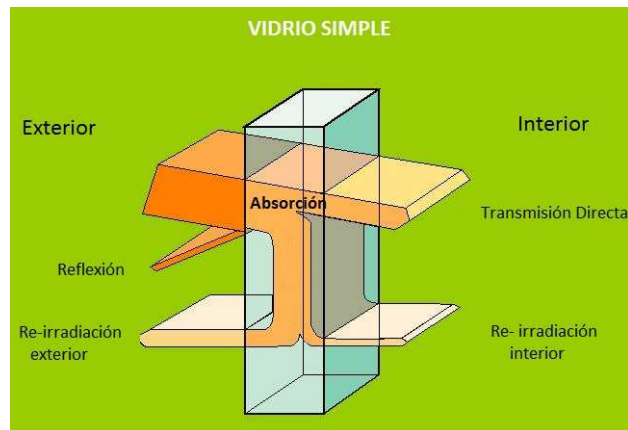 VIDRIO SIMPLE
Exterior
Interior
Absorción
Transmisión Directa
Reflexión
Re-irradiación
exterior
Re- irradiación
interior